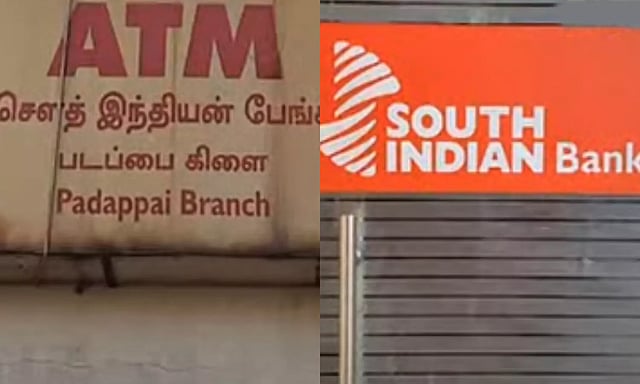 ATM
சௌத் இந்தியன் பேங்
படப்பை கிளை
Padappai Branch
SOUTH
INDIAN Bank